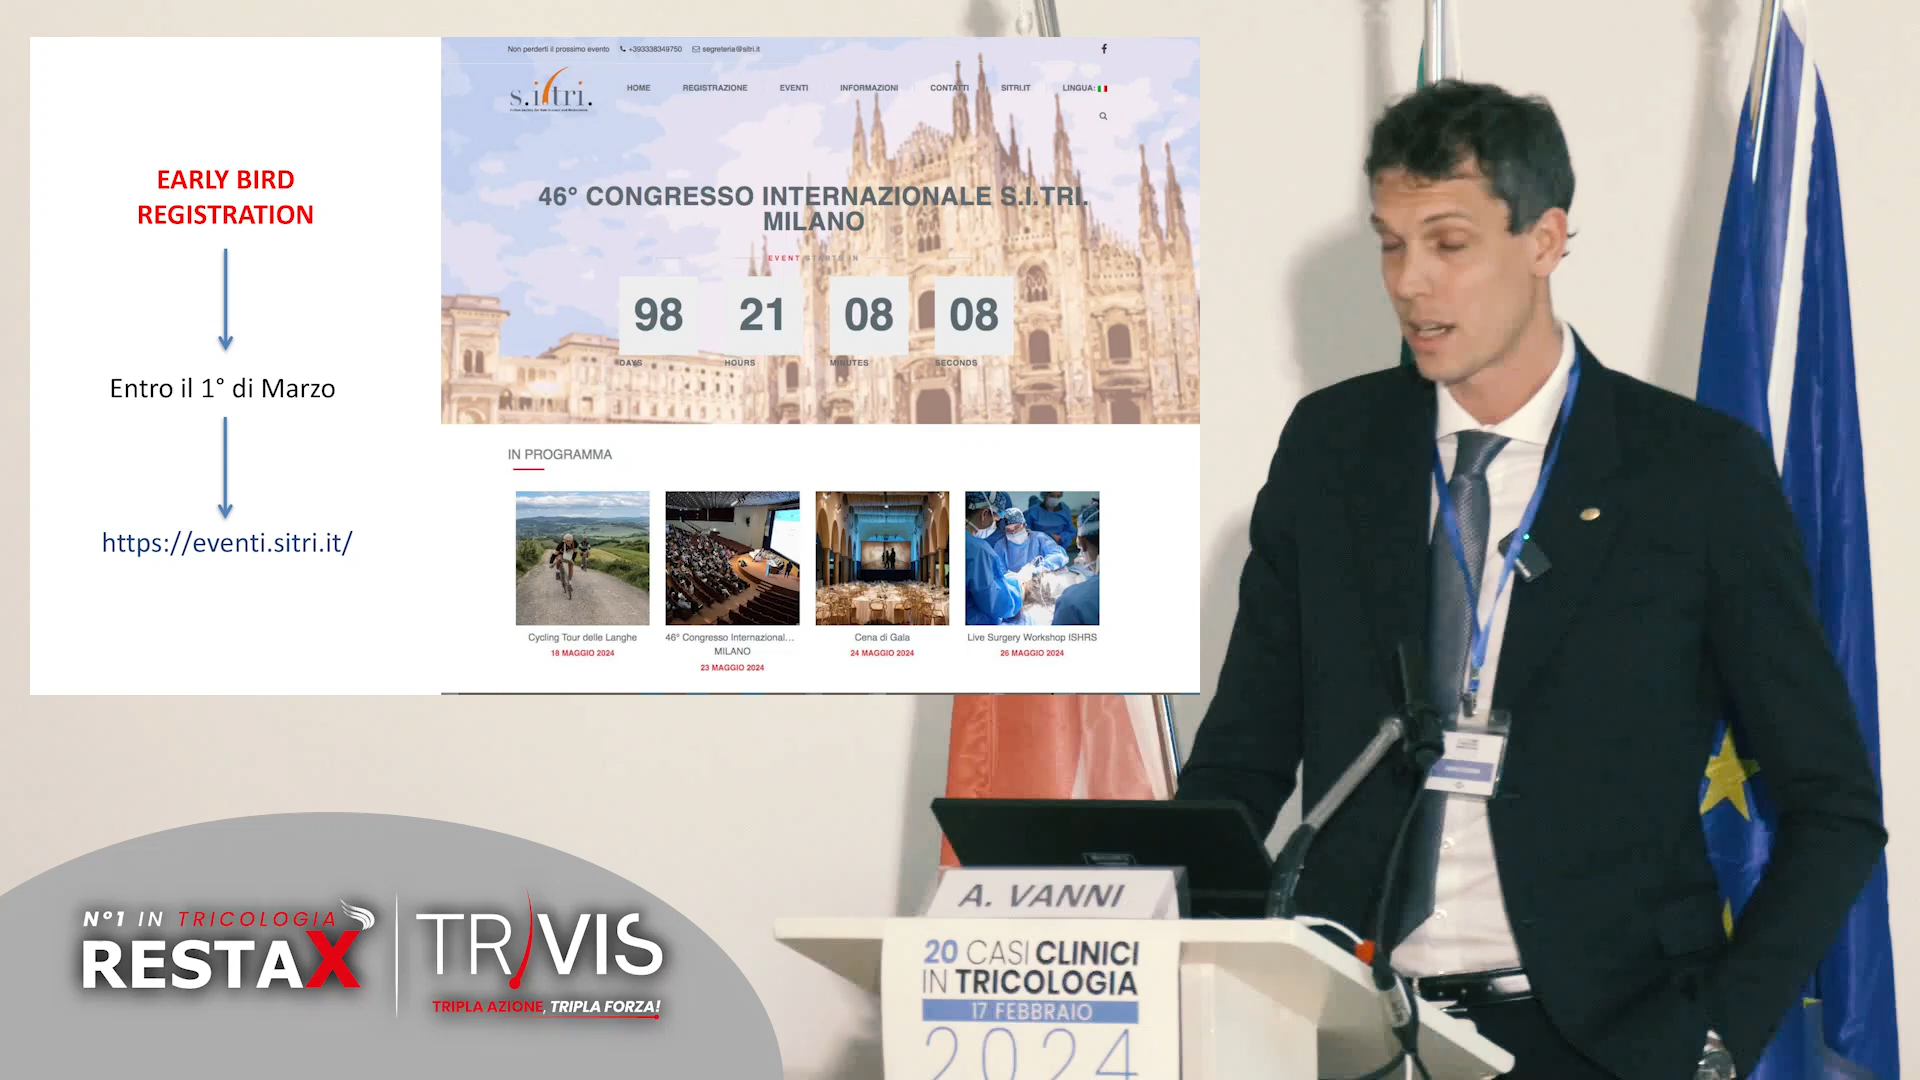 EARLY BIRD
REGISTRATION
Entro il 1° di Marzo
https://eventi.sitri.it/
Non perderti il prossimo evento +393338349750 segreteria@sitri.it
s.i.tri.
HOME REGISTRAZIONE EVENTI INFORMAZIONI CONTATTI SITRI.IT LINGUA:
46° CONGRESSO INTERNAZIONALE S.I.TRI.
MILANO
EVENT STARTS IN
98 21 08 08
DAYS HOURS MINUTES SECONDS
IN PROGRAMMA
Cycling Tour delle Langhe
18 MAGGIO 2024
46° Congresso Internazional...
MILANO
23 MAGGIO 2024
Cena di Gala
24 MAGGIO 2024
Live Surgery Workshop ISHRS
26 MAGGIO 2024
N°1 IN TRICOLOGIA
RESTAX
TRIVIS
TRIPLA AZIONE, TRIPLA FORZA!
A. VANNI
20 CASI CLINICI
IN TRICOLOGIA
17 FEBBRAIO
2024